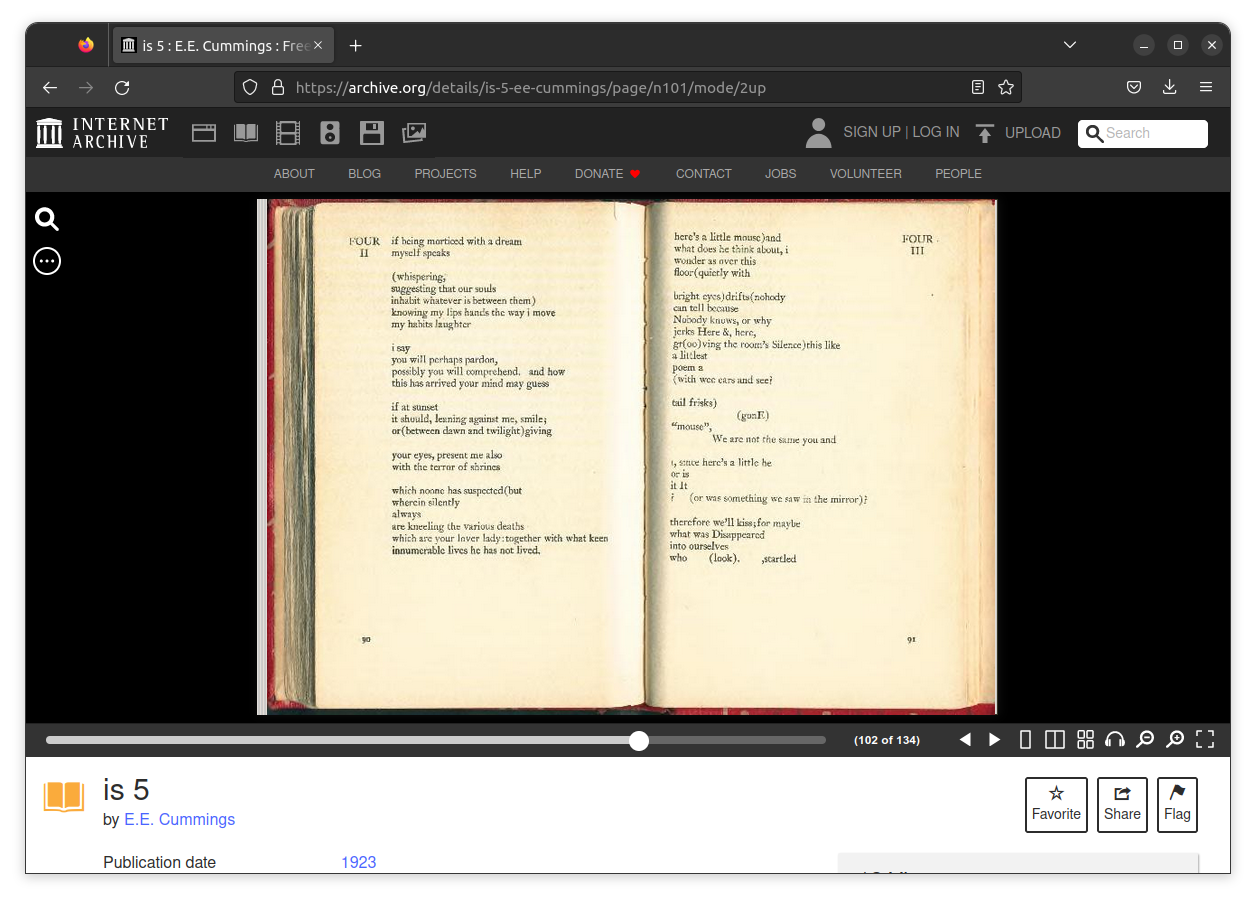 is 5 : E.E. Cummings : Free
https://archive.org/details/is-5-ee-cummings/page/n101/mode/2up
INTERNET
ARCHIVE
SIGN UP | LOG IN
UPLOAD
Search
ABOUT BLOG PROJECTS HELP DONATE CONTACT JOBS VOLUNTEER PEOPLE
FOUR
II
if being morticed with a dream
myself speaks
(whispering,
suggesting that our souls
inhabit whatever is between them)
knowing my lips hands the way i move
my habits laughter
i say
you will perhaps pardon,
possibly you will comprehend. and how
this has arrived your mind may guess
if at sunset
it should, leaning against me, smile;
or(between dawn and twilight)giving
your eyes, present me also
with the terror of shrines
which noone has suspected(but
wherein silently
always
are kneeling the various deaths
which are your lover lady:together with what keen
innumerable lives he has not lived.
90
FOUR
III
here's a little mouse)and
what does he think about, i
wonder as over this
floor(quietly with
bright eyes)drifts(nobody
can tell because
Nobody knows, or why
jerks Here &, here,
gr(oo)ving the room's Silence)this like
a littlest
poem a
(with wee ears and see?
tail frisks)
(gonE)
"mouse",
We are not the same you and
i, since here's a little he
or is
it It
? (or was something we saw in the mirror)?
therefore we'll kiss;for maybe
what was Disappeared
into ourselves
who (look). ,startled
91
(102 of 134)
is 5
by E.E. Cummings
Favorite
Share
Flag
Publication date 1923